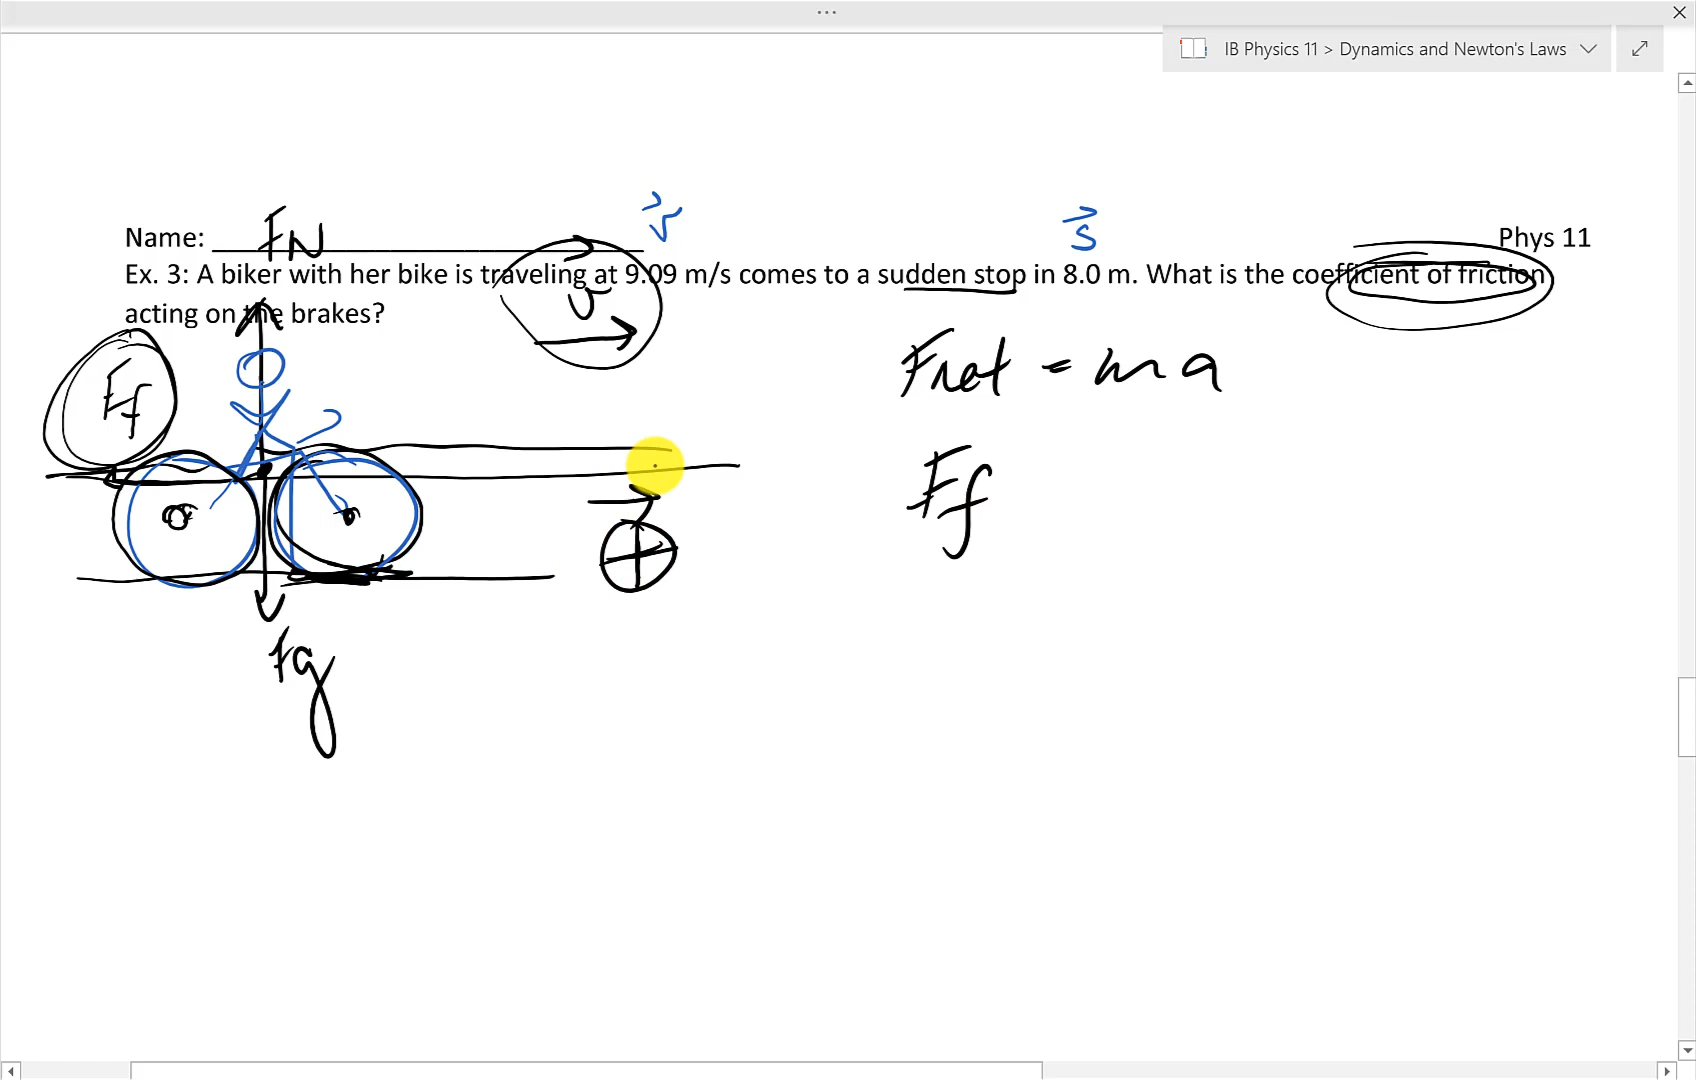 IB Physics 11 > Dynamics and Newton's Laws
v
s
Name: FN
Phys 11
Ex. 3: A biker with her bike is traveling at 9.09 m/s comes to a sudden stop in 8.0 m. What is the coefficient of friction
acting on the brakes?
v
Fnet = ma
Ff
Ff
+
Fg